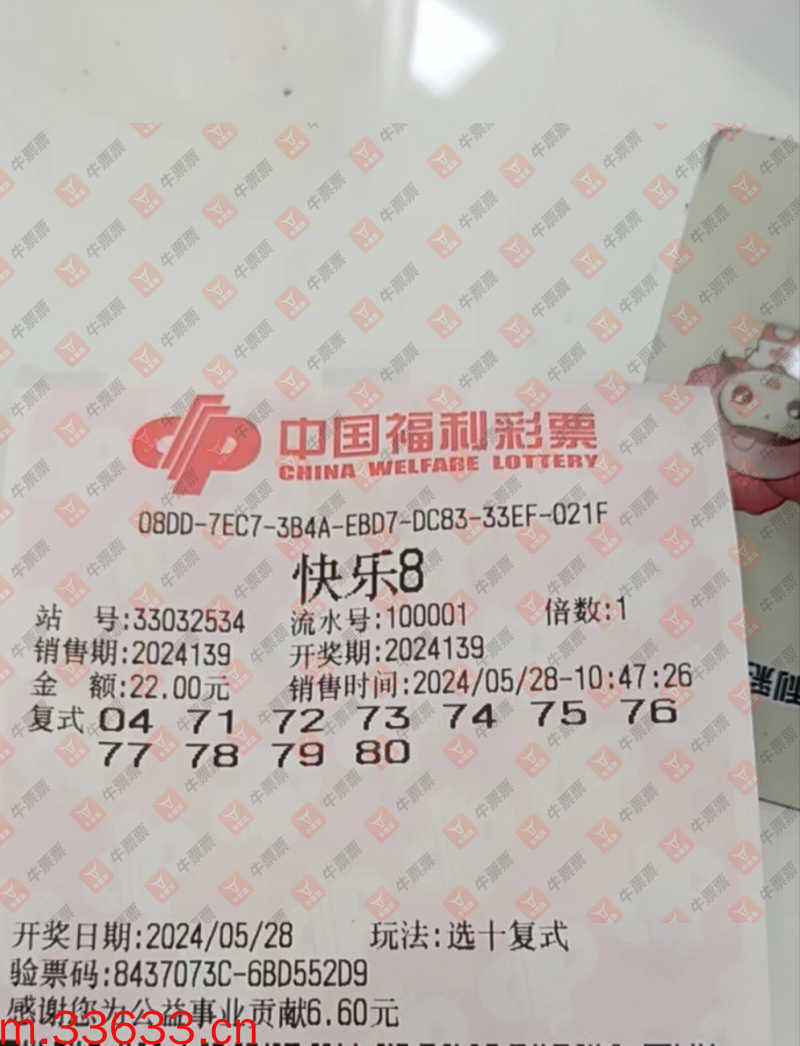 中国福利彩票
CHINA WELFARE LOTTERY
08DD-7EC7-3B4A-EBD7-DC83-33EF-021F
快乐8
站 号:33032534 流水号:100001 倍数:1
销售期:2024139 开奖期:2024139
金 额:22.00元 销售时间:2024/05/28-10:47:26
复式 04 71 72 73 74 75 76
77 78 79 80
开奖日期:2024/05/28 玩法:选十复式
验票码:8437073C-6BD552D9
感谢您为公益事业贡献6.60元
m.33633.cn
利彩
牛票票